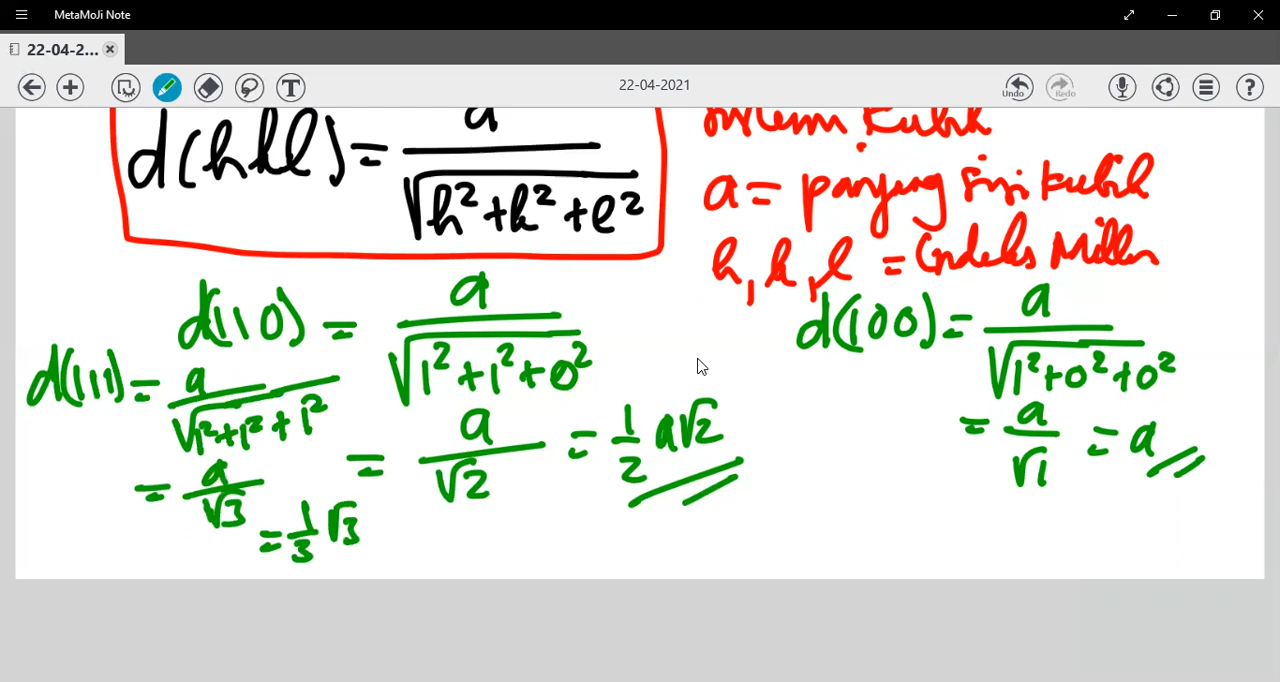 MetaMoJi Note
22-04-2...
22-04-2021
Undo
Redo
d(hkl) = a / √h²+k²+l²
sistem kubik
a = panjang sisi kubik
h, k, l = Indeks Miller
d(110) = a / √1²+1²+0²
= a / √2 = 1/2 a√2
d(111) = a / √1²+1²+1²
= a / √3 = 1/3 √3
d(100) = a / √1²+0²+0²
= a / √1 = a